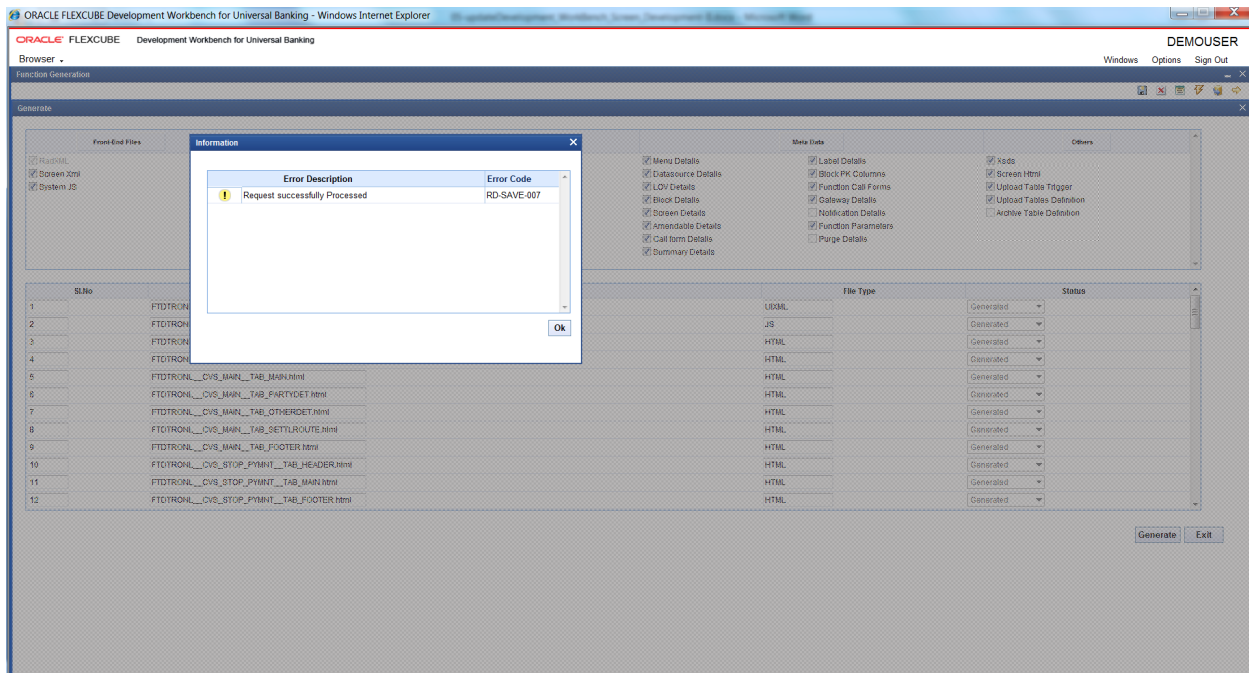 ORACLE FLEXCUBE Development Workbench for Universal Banking - Windows Internet Explorer
ORACLE FLEXCUBE Development Workbench for Universal Banking
DEMOUSER
Browser
Windows Options Sign Out
Function Generation
Generate
Front-End Files
Meta Data
Others
RadXML
Screen Xml
System JS
Menu Details
Datasource Details
LOV Details
Block Details
Screen Details
Amendable Details
Call form Details
Summary Details
Label Details
Block PK Columns
Function Call Forms
Gateway Details
Notification Details
Function Parameters
Purge Details
Xsds
Screen Html
Upload Table Trigger
Upload Tables Definition
Archive Table Definition
Information
Error Description Error Code
! Request successfully Processed RD-SAVE-007
Ok
Sl.No File Type Status
1 FTDTRON UIXML Generated
2 FTDTRON JS Generated
3 FTDTRON HTML Generated
4 FTDTRON HTML Generated
5 FTDTRONL__CVS_MAIN__TAB_MAIN.html HTML Generated
6 FTDTRONL__CVS_MAIN__TAB_PARTYDET.html HTML Generated
7 FTDTRONL__CVS_MAIN__TAB_OTHERDET.html HTML Generated
8 FTDTRONL__CVS_MAIN__TAB_SETTLROUTE.html HTML Generated
9 FTDTRONL__CVS_MAIN__TAB_FOOTER.html HTML Generated
10 FTDTRONL__CVS_STOP_PYMNT__TAB_HEADER.html HTML Generated
11 FTDTRONL__CVS_STOP_PYMNT__TAB_MAIN.html HTML Generated
12 FTDTRONL__CVS_STOP_PYMNT__TAB_FOOTER.html HTML Generated
Generate Exit